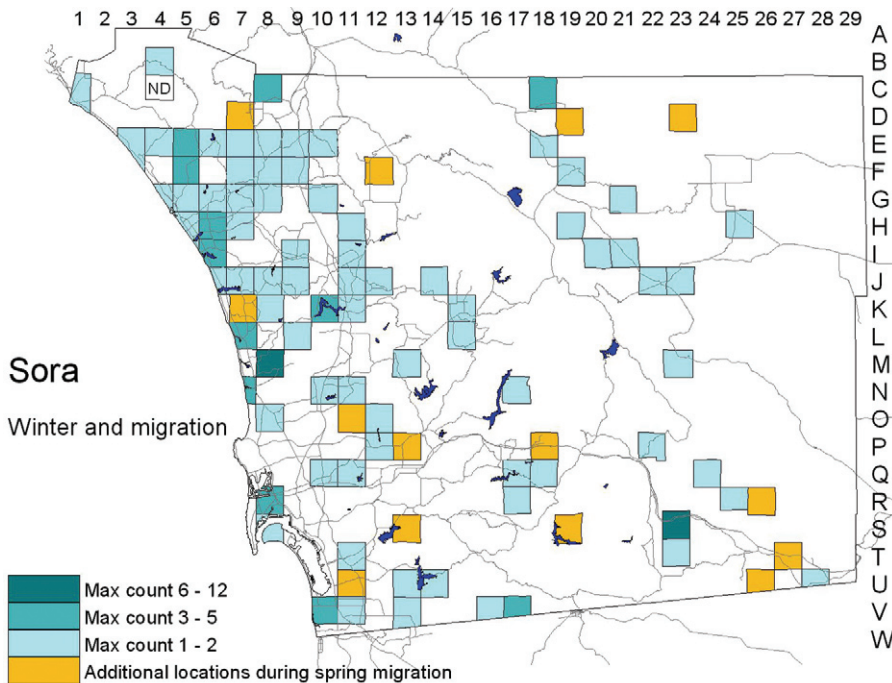 1 2 3 4 5 6 7 8 9 10 11 12 13 14 15 16 17 18 19 20 21 22 23 24 25 26 27 28 29
A
B
C
D
E
F
G
H
I
J
K
L
M
N
O
P
Q
R
S
T
U
V
W
ND
Sora
Winter and migration
Max count 6 - 12
Max count 3 - 5
Max count 1 - 2
Additional locations during spring migration